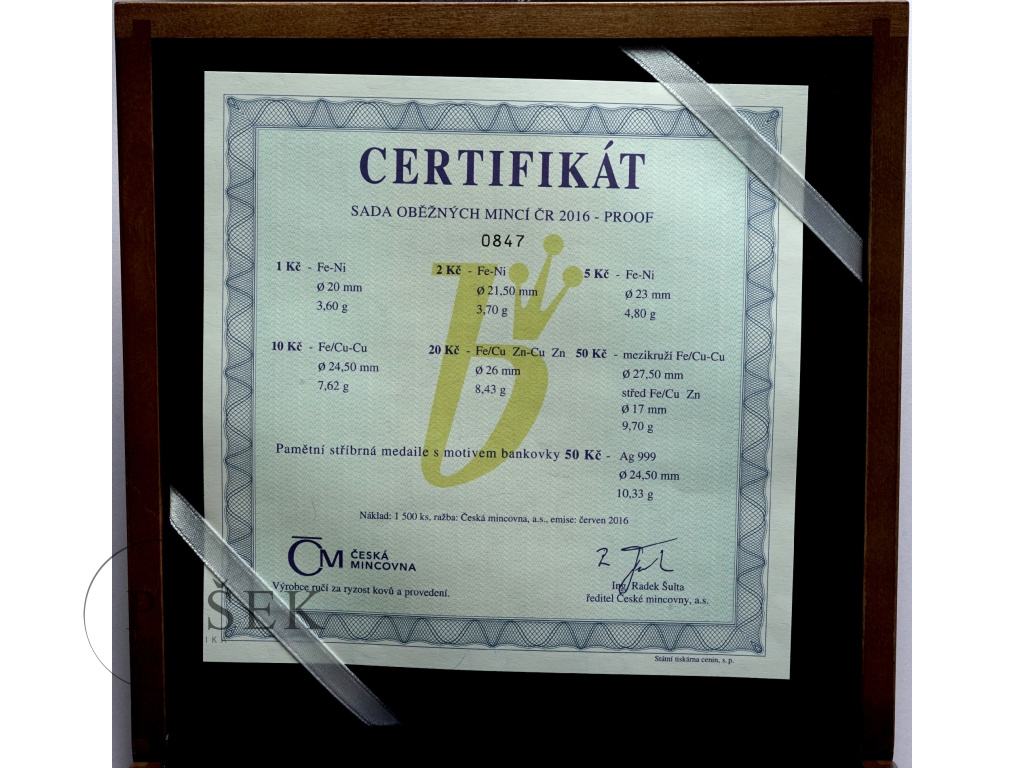 CERTIFIKÁT
SADA OBĚŽNÝCH MINCÍ ČR 2016 - PROOF
0847
1 Kč - Fe-Ni
Ø 20 mm
3,60 g
2 Kč - Fe-Ni
Ø 21,50 mm
3,70 g
5 Kč - Fe-Ni
Ø 23 mm
4,80 g
10 Kč - Fe/Cu-Cu
Ø 24,50 mm
7,62 g
20 Kč - Fe/Cu Zn-Cu Zn
Ø 26 mm
8,43 g
50 Kč - mezikruží Fe/Cu-Cu
Ø 27,50 mm
střed Fe/Cu Zn
Ø 17 mm
9,70 g
Pamětní stříbrná medaile s motivem bankovky 50 Kč - Ag 999
Ø 24,50 mm
10,33 g
Náklad: 1 500 ks, ražba: Česká mincovna, a.s., emise: červen 2016
ČM ČESKÁ
MINCOVNA
Výrobce ručí za ryzost kovů a provedení.
Ing. Radek Šulta
ředitel České mincovny, a.s.
Státní tiskárna cenin, s.p.